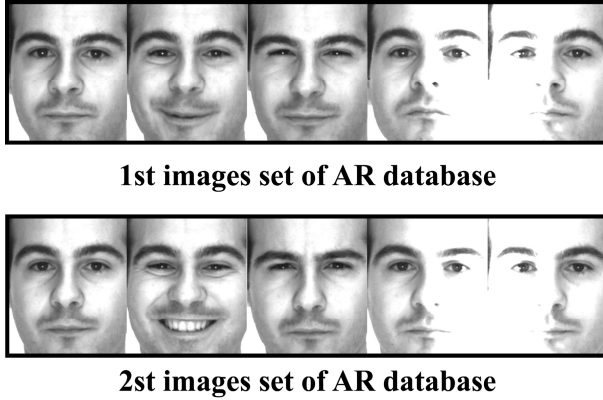 1st images set of AR database
2st images set of AR database